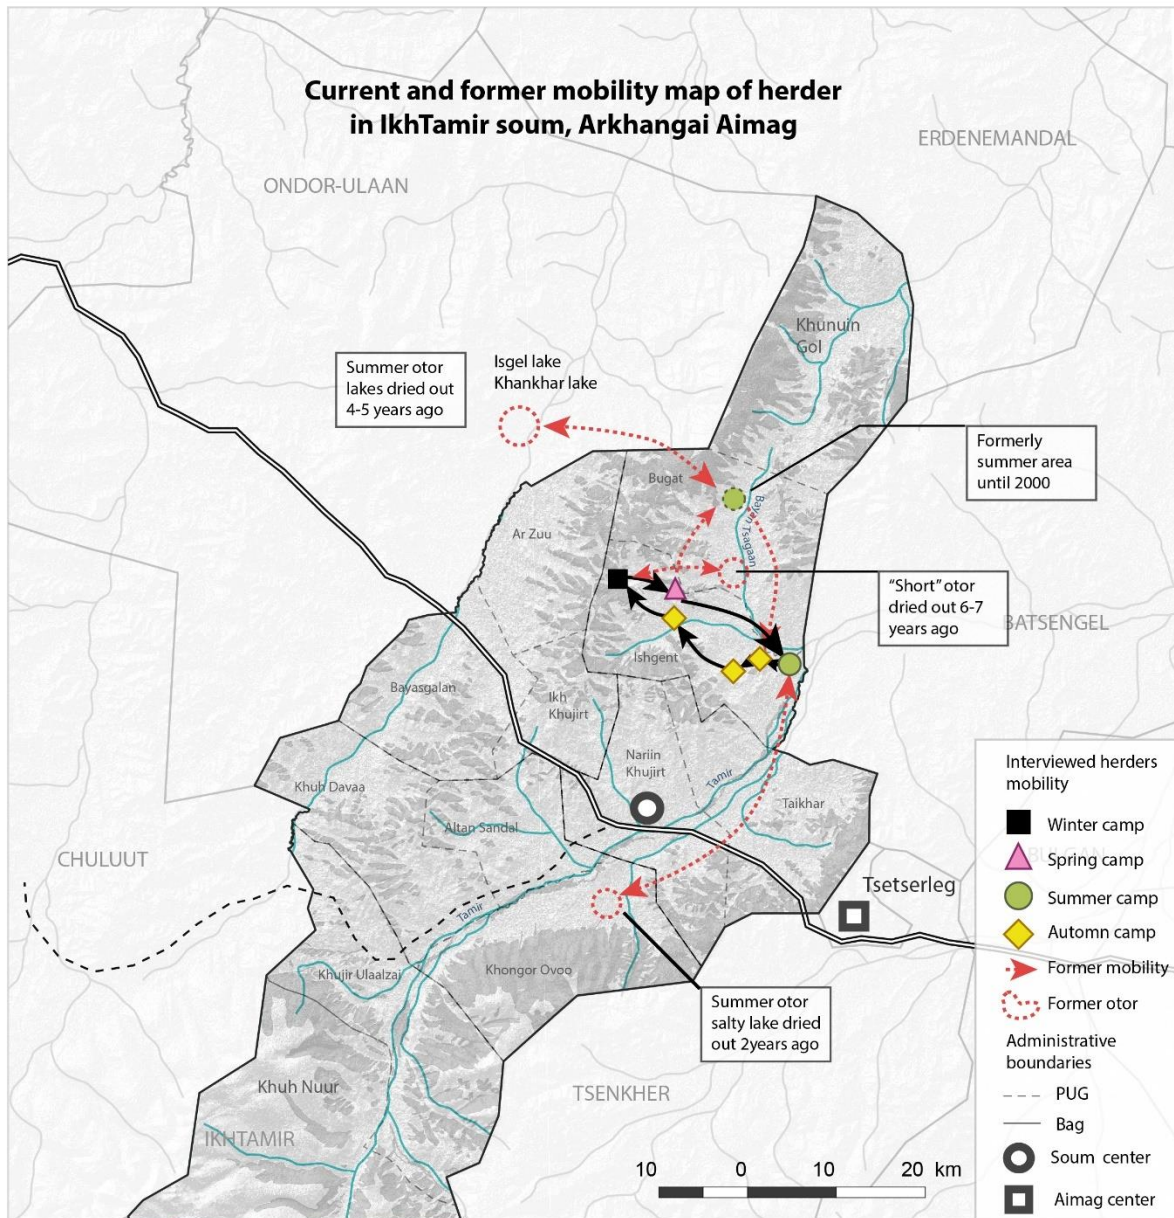 Current and former mobility map of herder
in IkhTamir soum, Arkhangai Aimag
ERDENEMANDAL
ONDOR-ULAAN
Khunuin
Gol
Summer otor
lakes dried out
4-5 years ago
Isgel lake
Khankhar lake
Formerly
summer area
until 2000
Bugat
Bayan Tsagaan
Ar Zuu
"Short" otor
dried out 6-7
years ago
BATSENGEL
Ishgent
Bayasgalan
Ikh
Khujirt
Nariin
Khujirt
Tamir
Khuh Davaa
Taikhar
Altan Sandal
CHULUUT
Tsetserleg
Tamir
Khujir Ulaalzai
Khongor Ovoo
Summer otor
salty lake dried
out 2years ago
Khuh Nuur
TSENKHER
IKHTAMIR
10 0 10 20 km
Interviewed herders
mobility
Winter camp
BULGAN
Spring camp
Summer camp
Automn camp
Former mobility
Former otor
Administrative
boundaries
PUG
Bag
Soum center
Aimag center